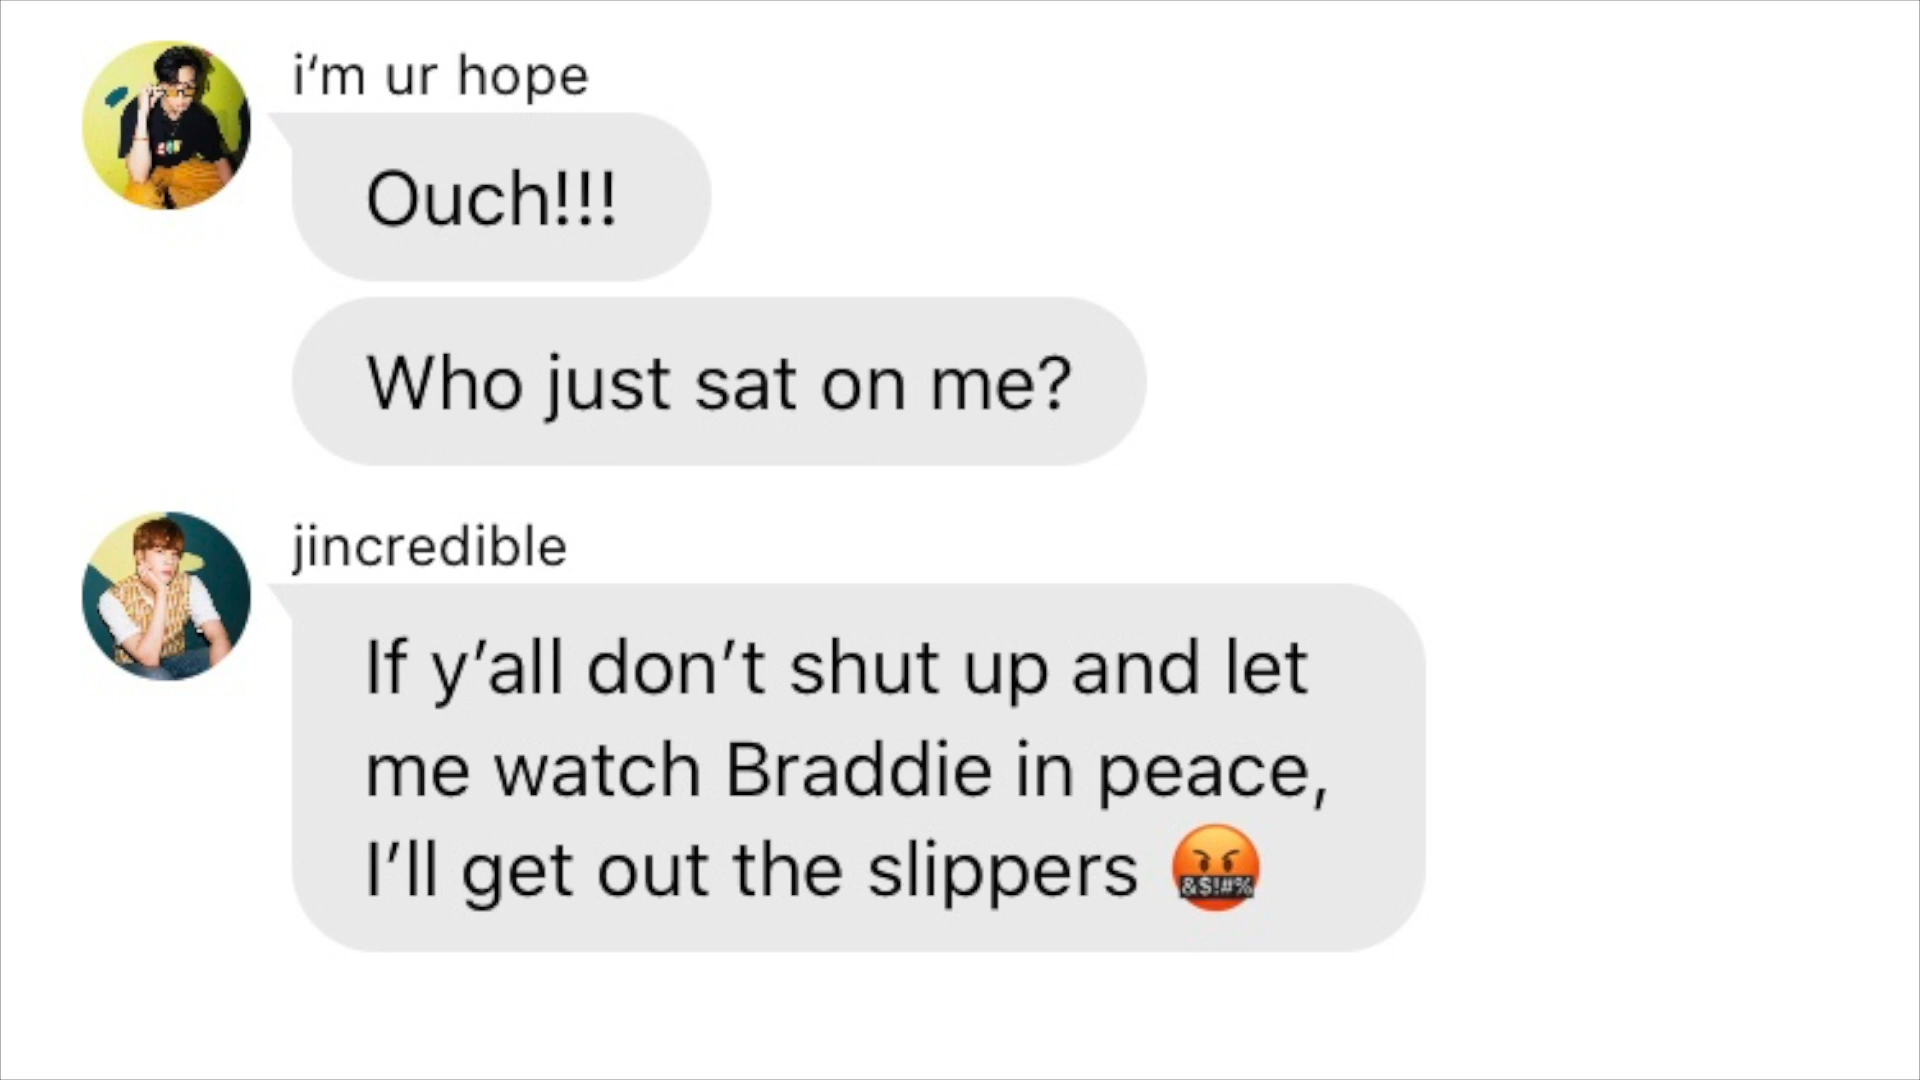 i‘m ur hope
Ouch!!!
Who just sat on me?
jincredible
If y’all don’t shut up and let
me watch Braddie in peace,
I’ll get out the slippers 🤬